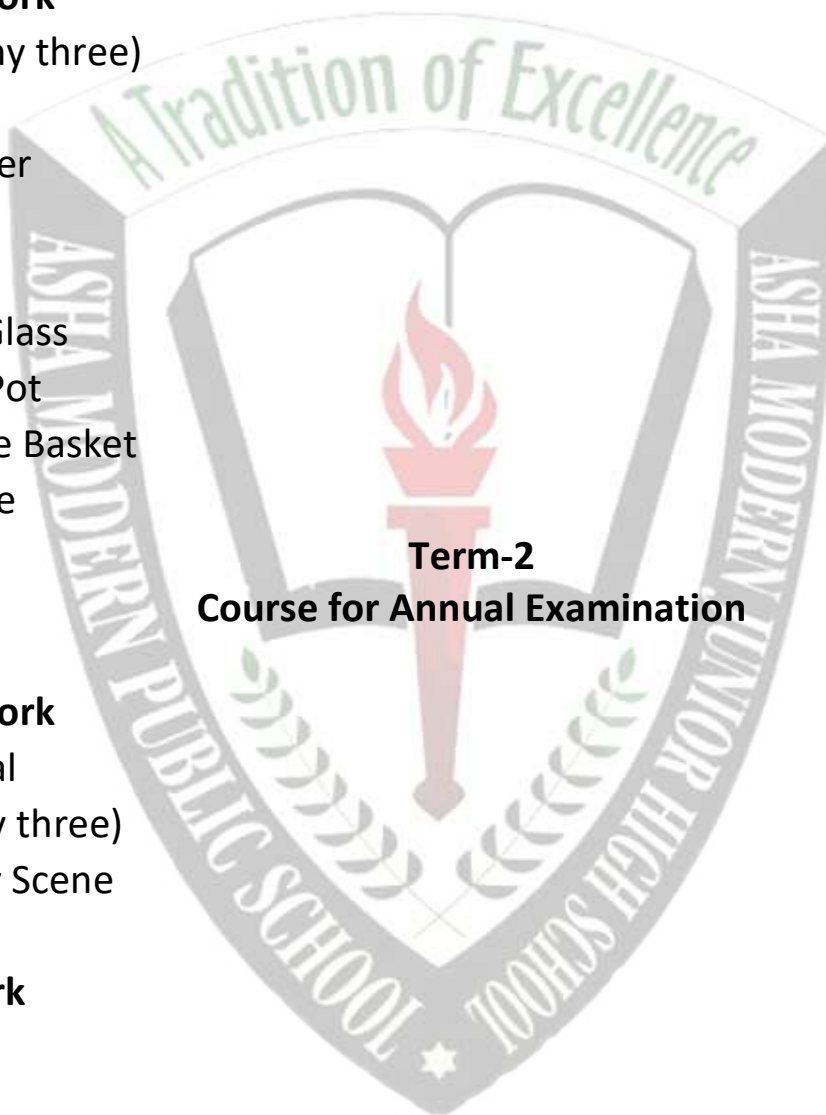 ork
ny three)
A Tradition of Excellence
er
Glass
Pot
e Basket
e
Term-2
Course for Annual Examination
ork
al
y three)
y Scene
rk
ASHA MODERN PUBLIC SCHOOL
ASHA MODERN JUNIOR HIGH SCHOOL